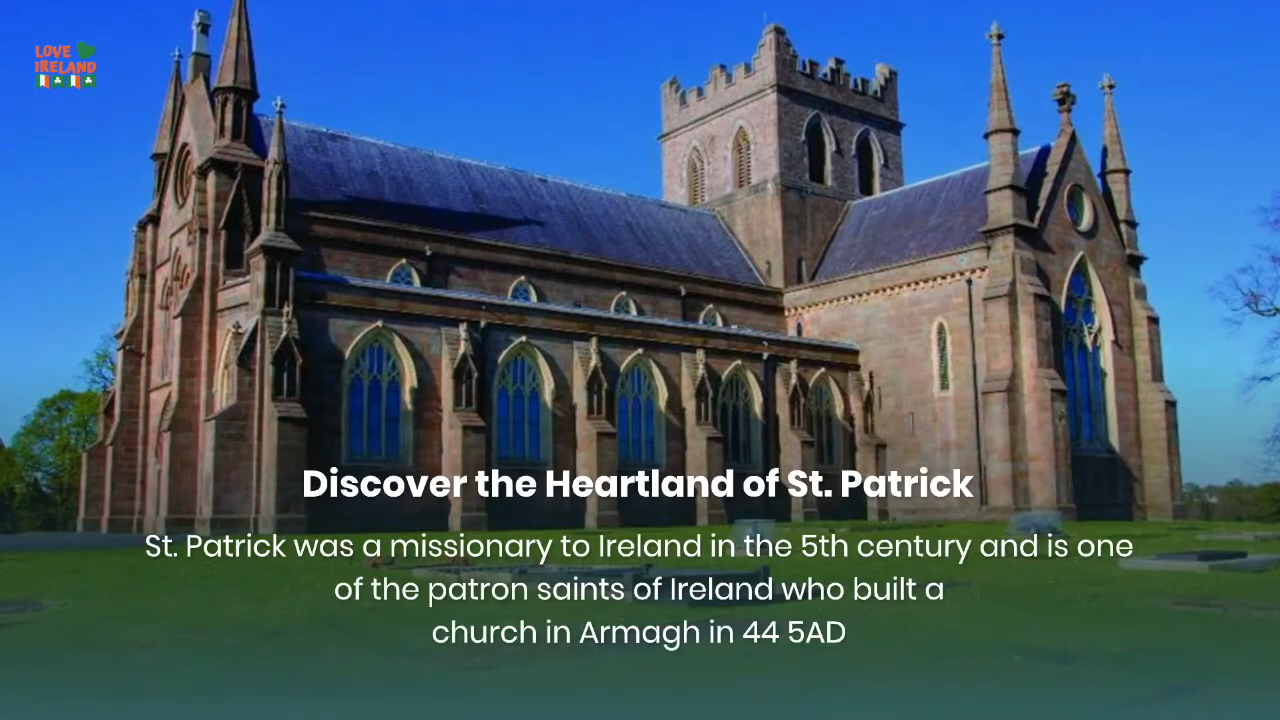 LOVE
IRELAND
Discover the Heartland of St. Patrick
St. Patrick was a missionary to Ireland in the 5th century and is one
of the patron saints of Ireland who built a
church in Armagh in 44 5AD